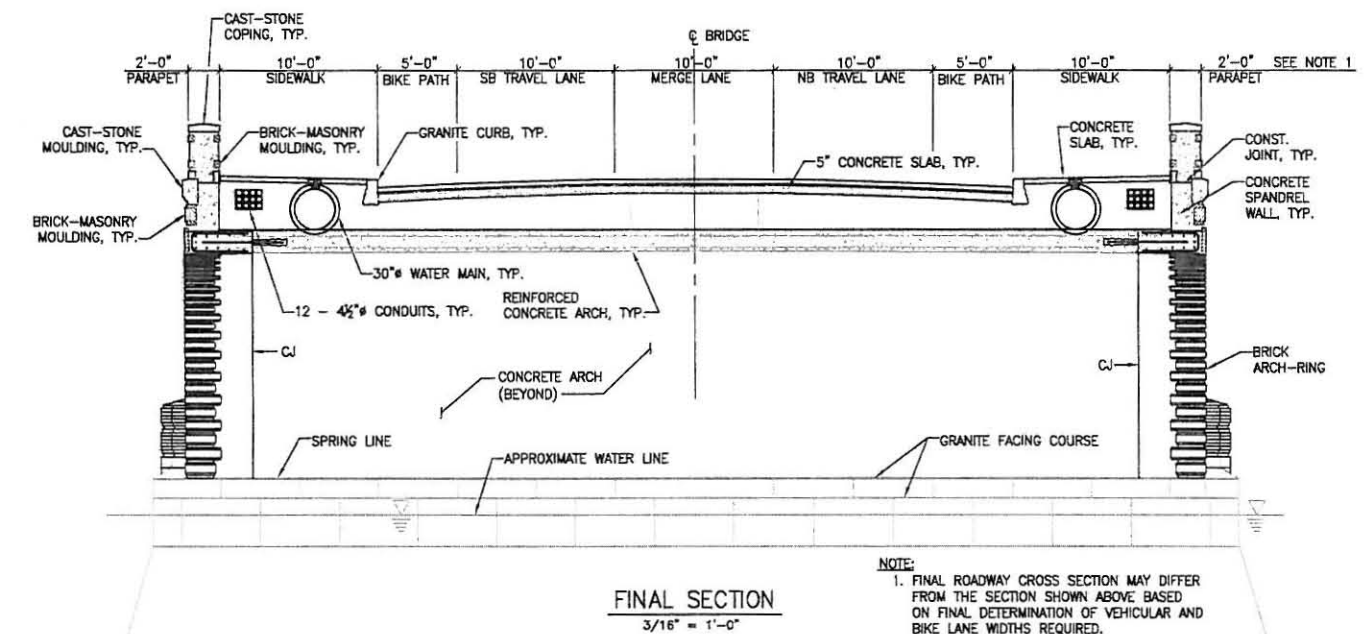 CAST-STONE
COPING, TYP.
℄ BRIDGE
2'-0" 10'-0" 5'-0" 10'-0" 10'-0" 10'-0" 5'-0" 10'-0" 2'-0" SEE NOTE 1
PARAPET SIDEWALK BIKE PATH SB TRAVEL LANE MERGE LANE NB TRAVEL LANE BIKE PATH SIDEWALK PARAPET
CAST-STONE
MOULDING, TYP.
BRICK-MASONRY
MOULDING, TYP.
GRANITE CURB, TYP.
5" CONCRETE SLAB, TYP.
CONCRETE
SLAB, TYP.
CONST.
JOINT, TYP.
CONCRETE
SPANDREL
WALL, TYP.
BRICK-MASONRY
MOULDING, TYP.
30"ø WATER MAIN, TYP.
12 - 4½"ø CONDUITS, TYP.
REINFORCED
CONCRETE ARCH, TYP.
CJ
CONCRETE ARCH
(BEYOND)
CJ
BRICK
ARCH-RING
SPRING LINE
GRANITE FACING COURSE
APPROXIMATE WATER LINE
FINAL SECTION
3/16" = 1'-0"
NOTE:
1. FINAL ROADWAY CROSS SECTION MAY DIFFER
FROM THE SECTION SHOWN ABOVE BASED
ON FINAL DETERMINATION OF VEHICULAR AND
BIKE LANE WIDTHS REQUIRED.